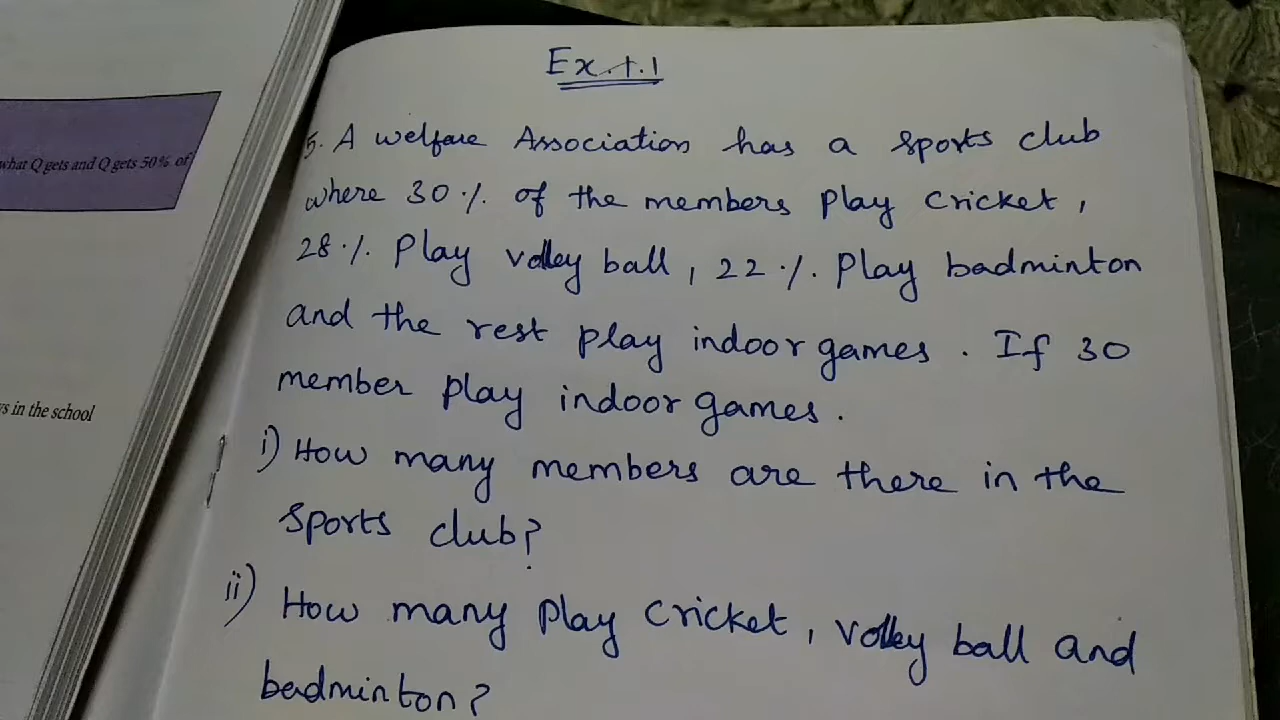 what Q gets and Q gets 50% of
s in the school
Ex.1.1
5. A welfare Association has a sports club
where 30 %. of the members play cricket,
28 %. Play volley ball, 22 %. Play badminton
and the rest play indoor games. If 30
member play indoor games.
i) How many members are there in the
sports club?
ii) How many play cricket, volley ball and
badminton?